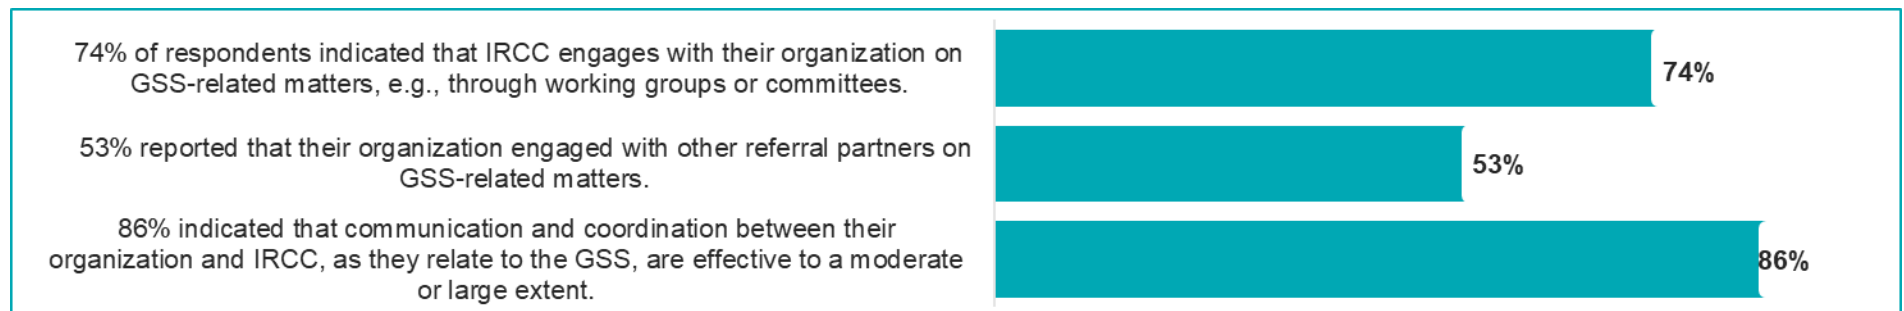 74% of respondents indicated that IRCC engages with their organization on
GSS-related matters, e.g., through working groups or committees.
74%
53% reported that their organization engaged with other referral partners on
GSS-related matters.
53%
86% indicated that communication and coordination between their
organization and IRCC, as they relate to the GSS, are effective to a moderate
or large extent.
86%